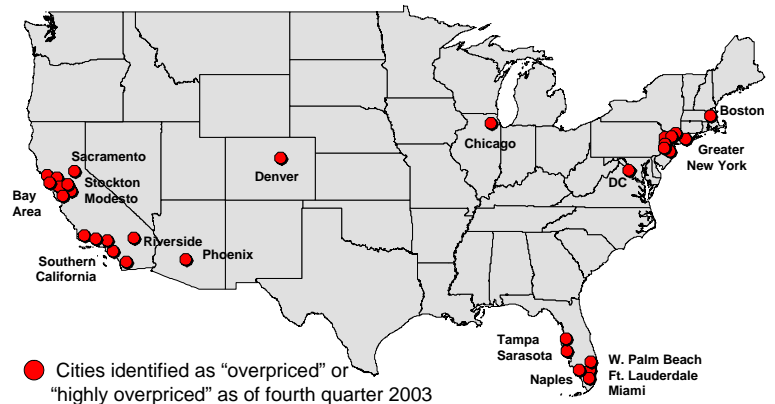 Boston
Chicago
Greater
New York
Sacramento
Denver
DC
Stockton
Modesto
Bay
Area
Riverside
Phoenix
Southern
California
Tampa
Sarasota
W. Palm Beach
Ft. Lauderdale
Miami
Naples
Cities identified as “overpriced” or
“highly overpriced” as of fourth quarter 2003